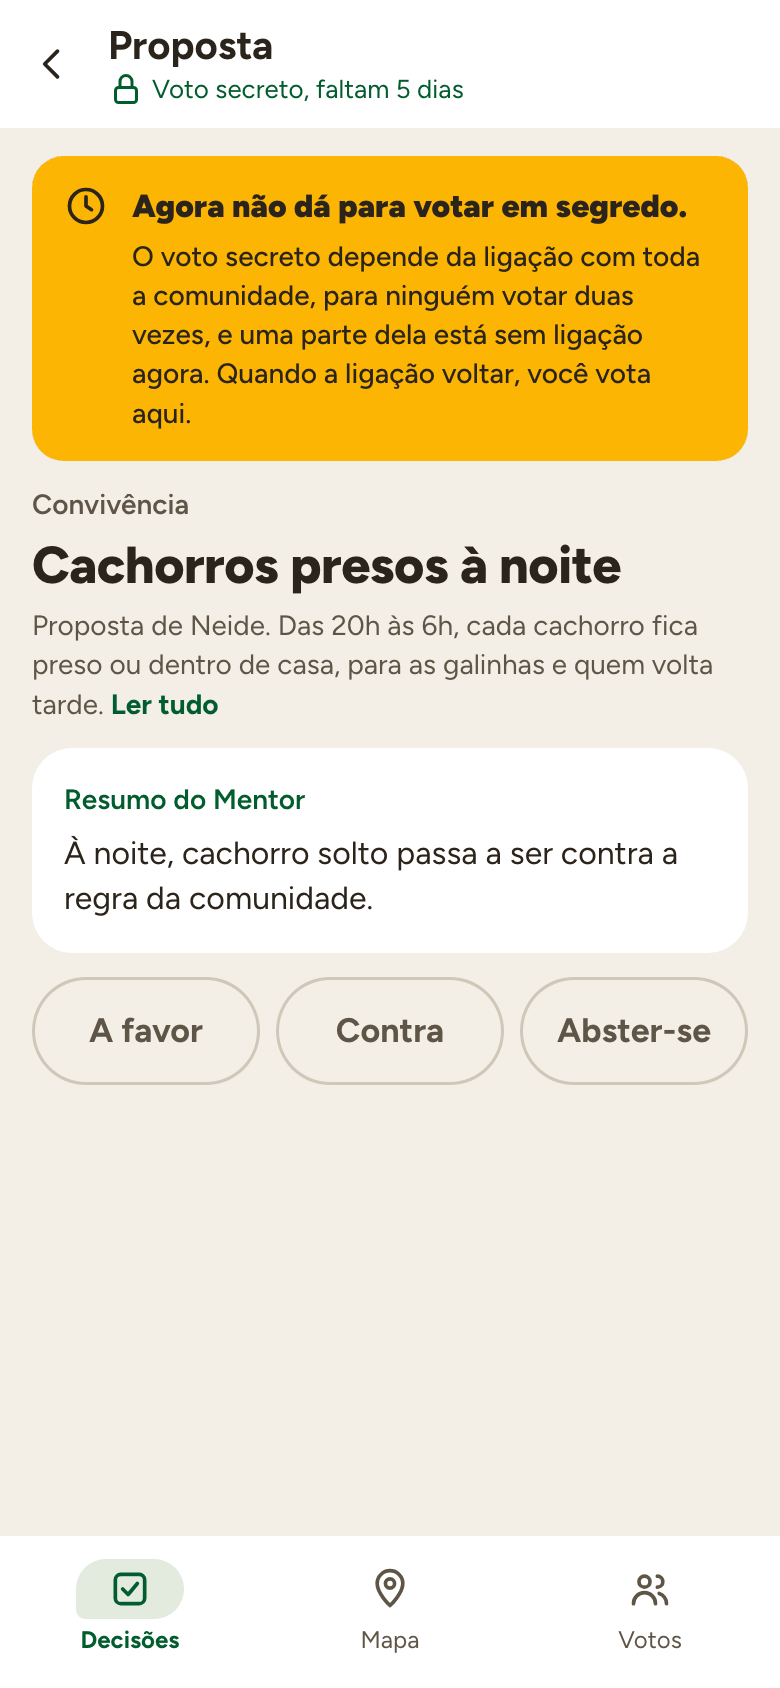 Proposta
Voto secreto, faltam 5 dias
Agora não dá para votar em segredo.
O voto secreto depende da ligação com toda
a comunidade, para ninguém votar duas
vezes, e uma parte dela está sem ligação
agora. Quando a ligação voltar, você vota
aqui.
Convivência
Cachorros presos à noite
Proposta de Neide. Das 20h às 6h, cada cachorro fica
preso ou dentro de casa, para as galinhas e quem volta
tarde. Ler tudo
Resumo do Mentor
À noite, cachorro solto passa a ser contra a
regra da comunidade.
A favor
Contra
Abster-se
Decisões
Mapa
Votos